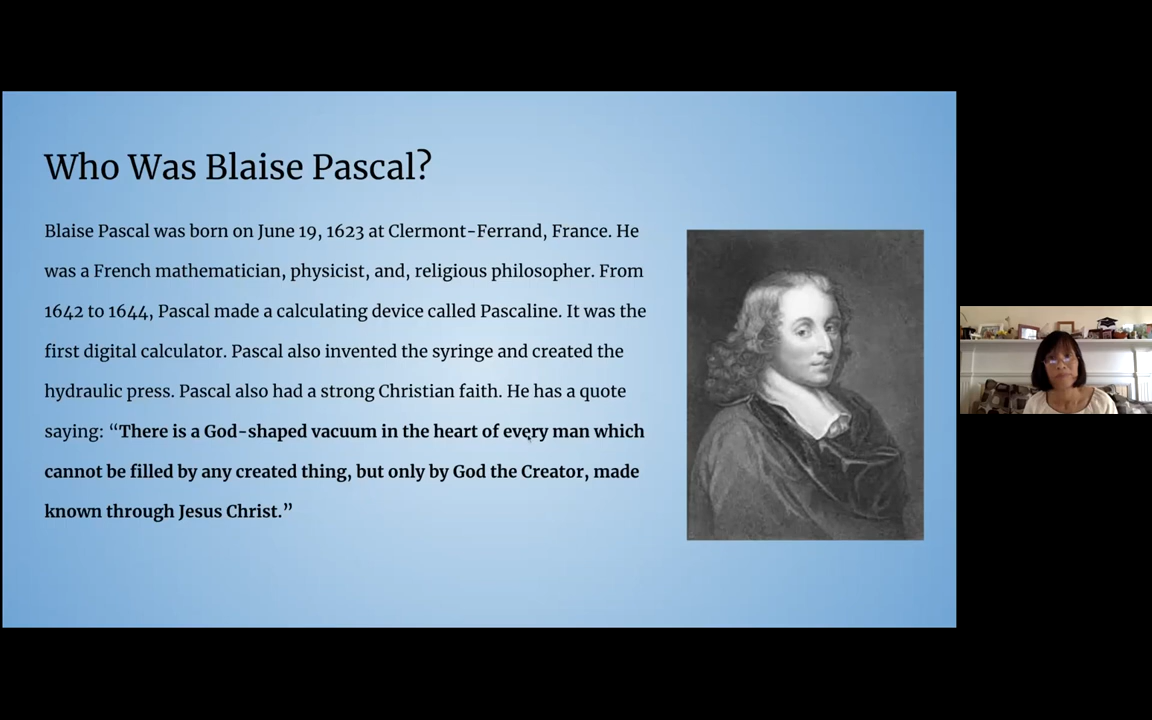 Who Was Blaise Pascal?
Blaise Pascal was born on June 19, 1623 at Clermont-Ferrand, France. He
was a French mathematician, physicist, and, religious philosopher. From
1642 to 1644, Pascal made a calculating device called Pascaline. It was the
first digital calculator. Pascal also invented the syringe and created the
hydraulic press. Pascal also had a strong Christian faith. He has a quote
saying: “There is a God-shaped vacuum in the heart of every man which
cannot be filled by any created thing, but only by God the Creator, made
known through Jesus Christ.”